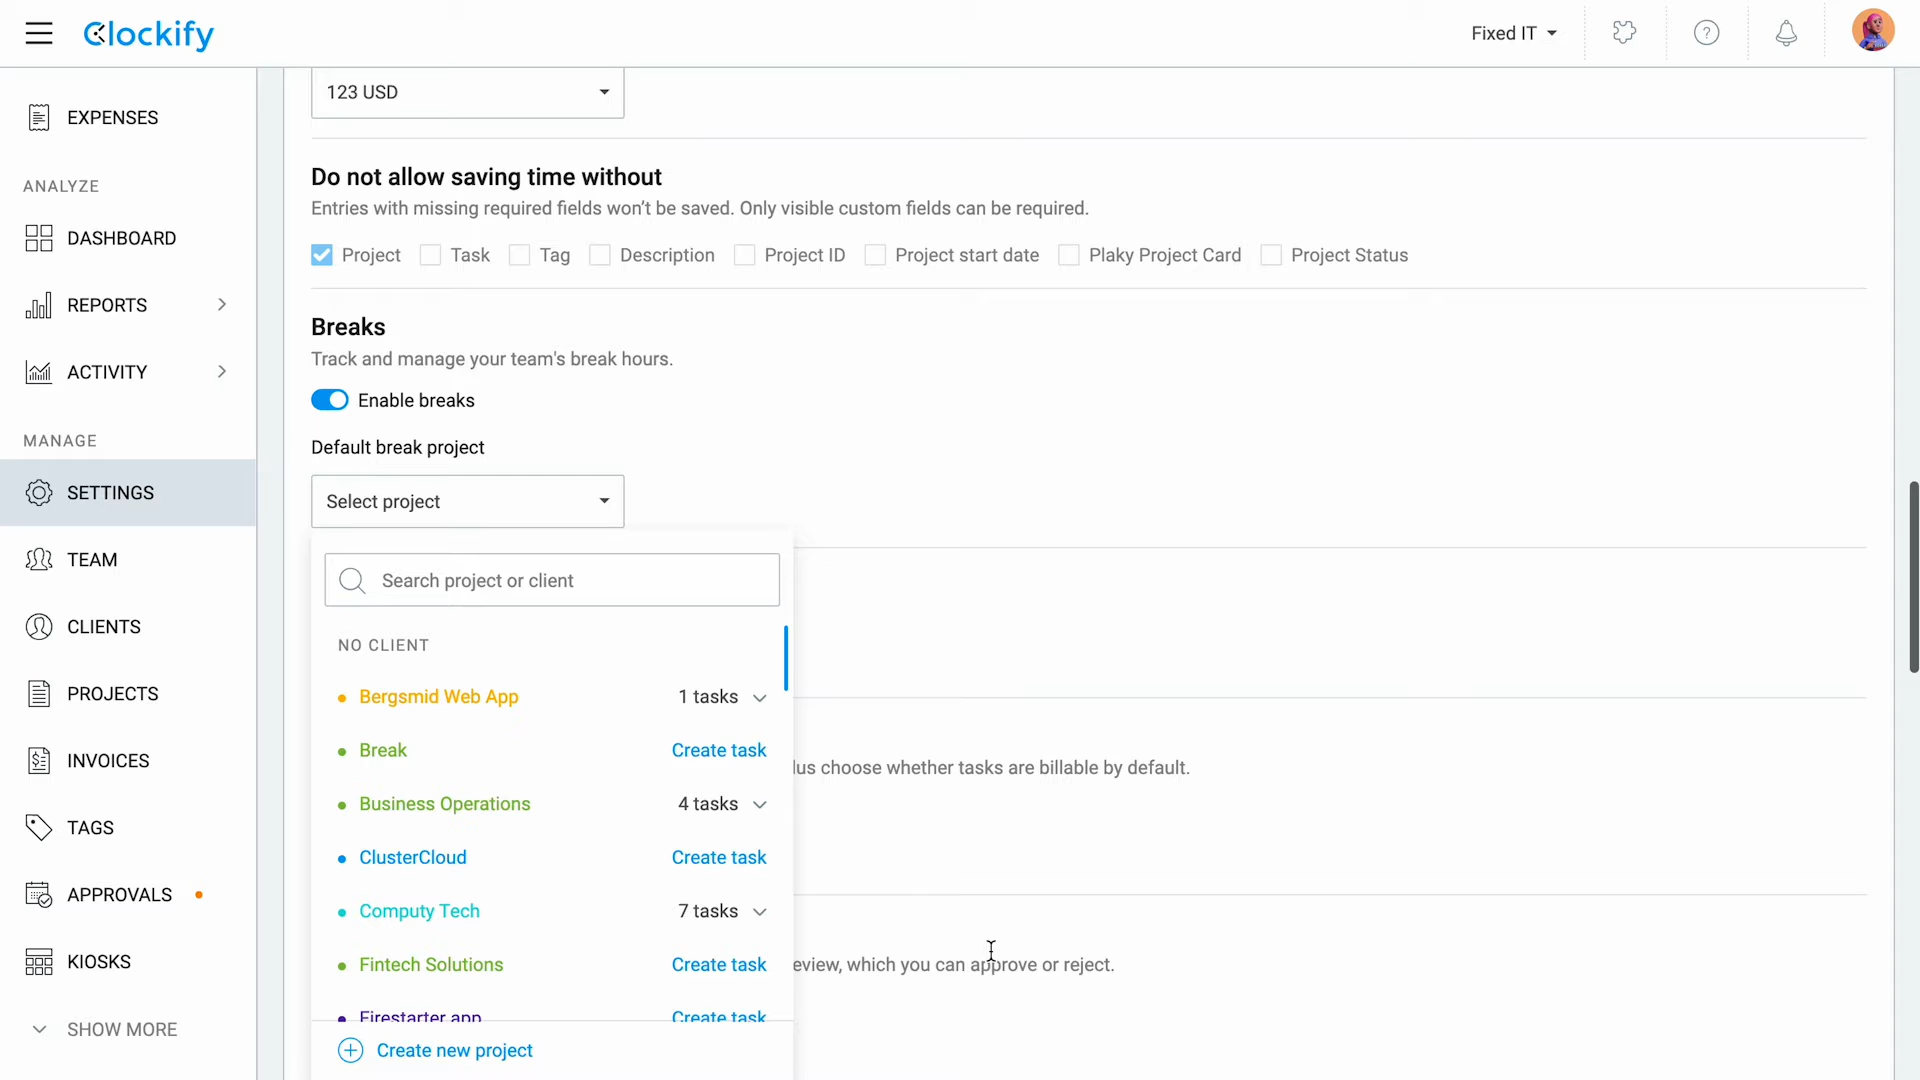 Clockify
Fixed IT
EXPENSES
ANALYZE
DASHBOARD
REPORTS
ACTIVITY
MANAGE
SETTINGS
TEAM
CLIENTS
PROJECTS
INVOICES
TAGS
APPROVALS
KIOSKS
SHOW MORE
123 USD
Do not allow saving time without
Entries with missing required fields won't be saved. Only visible custom fields can be required.
Project Task Tag Description Project ID Project start date Plaky Project Card Project Status
Breaks
Track and manage your team's break hours.
Enable breaks
Default break project
Select project
Search project or client
NO CLIENT
Bergsmid Web App 1 tasks
Break Create task
Business Operations 4 tasks
lus choose whether tasks are billable by default.
ClusterCloud Create task
Computy Tech 7 tasks
Fintech Solutions Create task
eview, which you can approve or reject.
Firestarter app Create task
Create new project